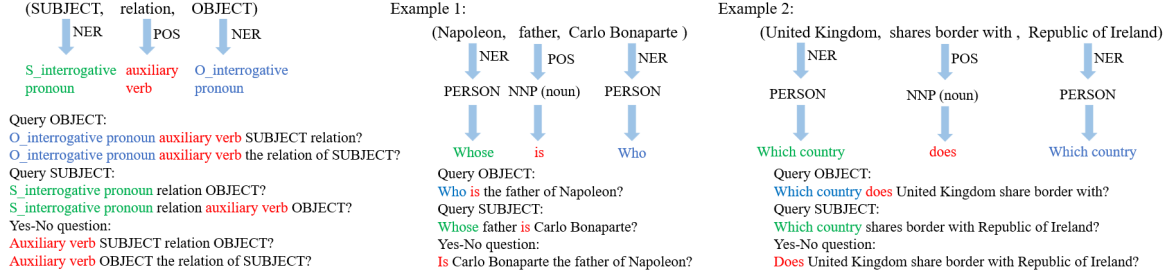 (SUBJECT, relation, OBJECT)
NER
POS
NER
S_interrogative pronoun
auxiliary verb
O_interrogative pronoun
Query OBJECT:
O_interrogative pronoun auxiliary verb SUBJECT relation?
O_interrogative pronoun auxiliary verb the relation of SUBJECT?
Query SUBJECT:
S_interrogative pronoun relation OBJECT?
S_interrogative pronoun relation auxiliary verb OBJECT?
Yes-No question:
Auxiliary verb SUBJECT relation OBJECT?
Auxiliary verb OBJECT the relation of SUBJECT?
Example 1:
(Napoleon, father, Carlo Bonaparte )
NER
POS
NER
PERSON NNP (noun) PERSON
Whose is Who
Query OBJECT:
Who is the father of Napoleon?
Query SUBJECT:
Whose father is Carlo Bonaparte?
Yes-No question:
Is Carlo Bonaparte the father of Napoleon?
Example 2:
(United Kingdom, shares border with , Republic of Ireland)
NER
POS
NER
PERSON NNP (noun) PERSON
Which country does Which country
Query OBJECT:
Which country does United Kingdom share border with?
Query SUBJECT:
Which country shares border with Republic of Ireland?
Yes-No question:
Does United Kingdom share border with Republic of Ireland?